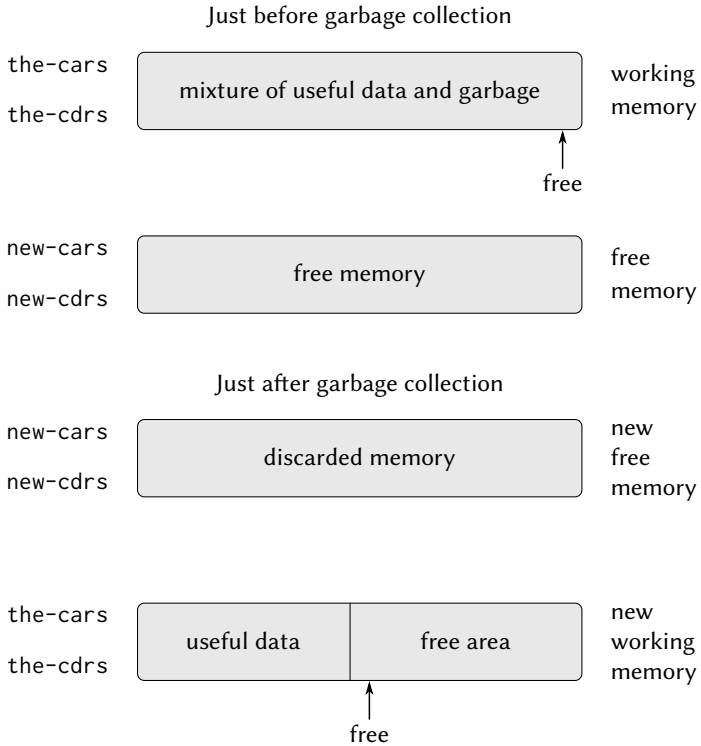 Just before garbage collection
the-cars
the-cdrs
mixture of useful data and garbage
working
memory
free
new-cars
new-cdrs
free memory
free
memory
Just after garbage collection
new-cars
new-cdrs
discarded memory
new
free
memory
the-cars
the-cdrs
useful data
free area
new
working
memory
free